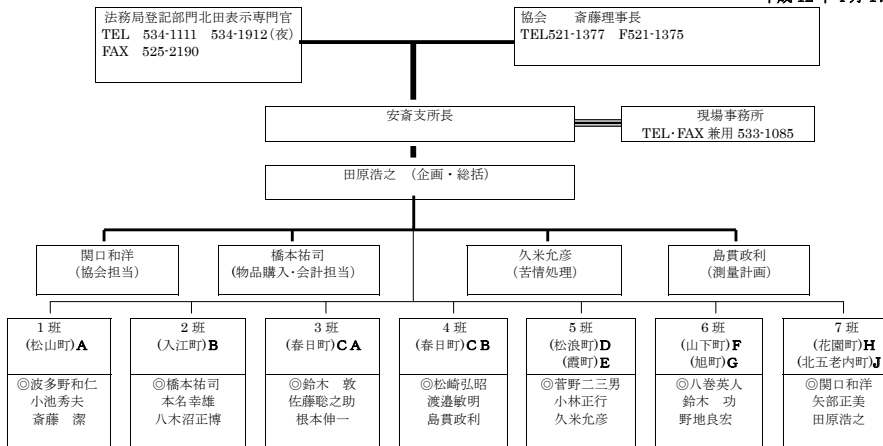 法務局登記部門北田表示専門官
TEL 534-1111 534-1912(夜)
FAX 525-2190
協会 斎藤理事長
TEL521-1377 F521-1375
安斎支所長
現場事務所
TEL･FAX 兼用 533-1085
田原浩之 (企画・総括)
関口和洋
(協会担当)
橋本祐司
(物品購入･会計担当)
久米允彦
(苦情処理)
島貫政利
(測量計画)
1 班
(松山町)A
◎波多野和仁
小池秀夫
斎藤 潔
2 班
(入江町)B
◎橋本祐司
本名幸雄
八木沼正博
3 班
(春日町)C A
◎鈴木 敦
佐藤聡之助
根本伸一
4 班
(春日町)C B
◎松崎弘昭
渡邉敏明
島貫政利
5 班
(松浪町)D
(霞町)E
◎菅野二三男
小林正行
久米允彦
6 班
(山下町)F
(旭町)G
◎八巻英人
鈴木 功
野地良宏
7 班
(花園町)H
(北五老内町)J
◎関口和洋
矢部正美
田原浩之